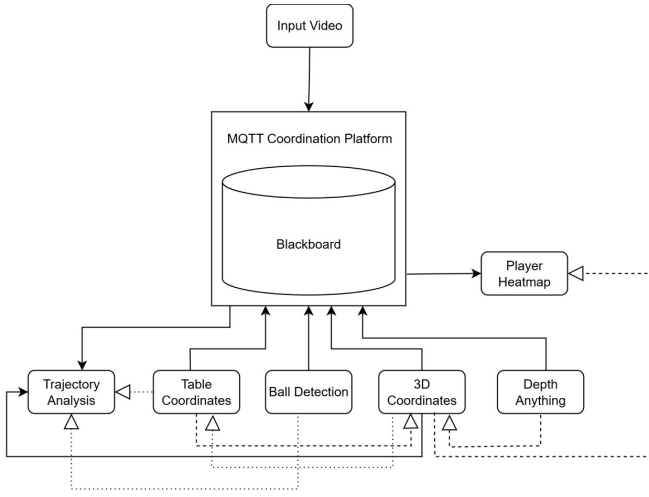 Input Video
MQTT Coordination Platform
Blackboard
Player
Heatmap
Trajectory
Analysis
Table
Coordinates
Ball Detection
3D
Coordinates
Depth
Anything